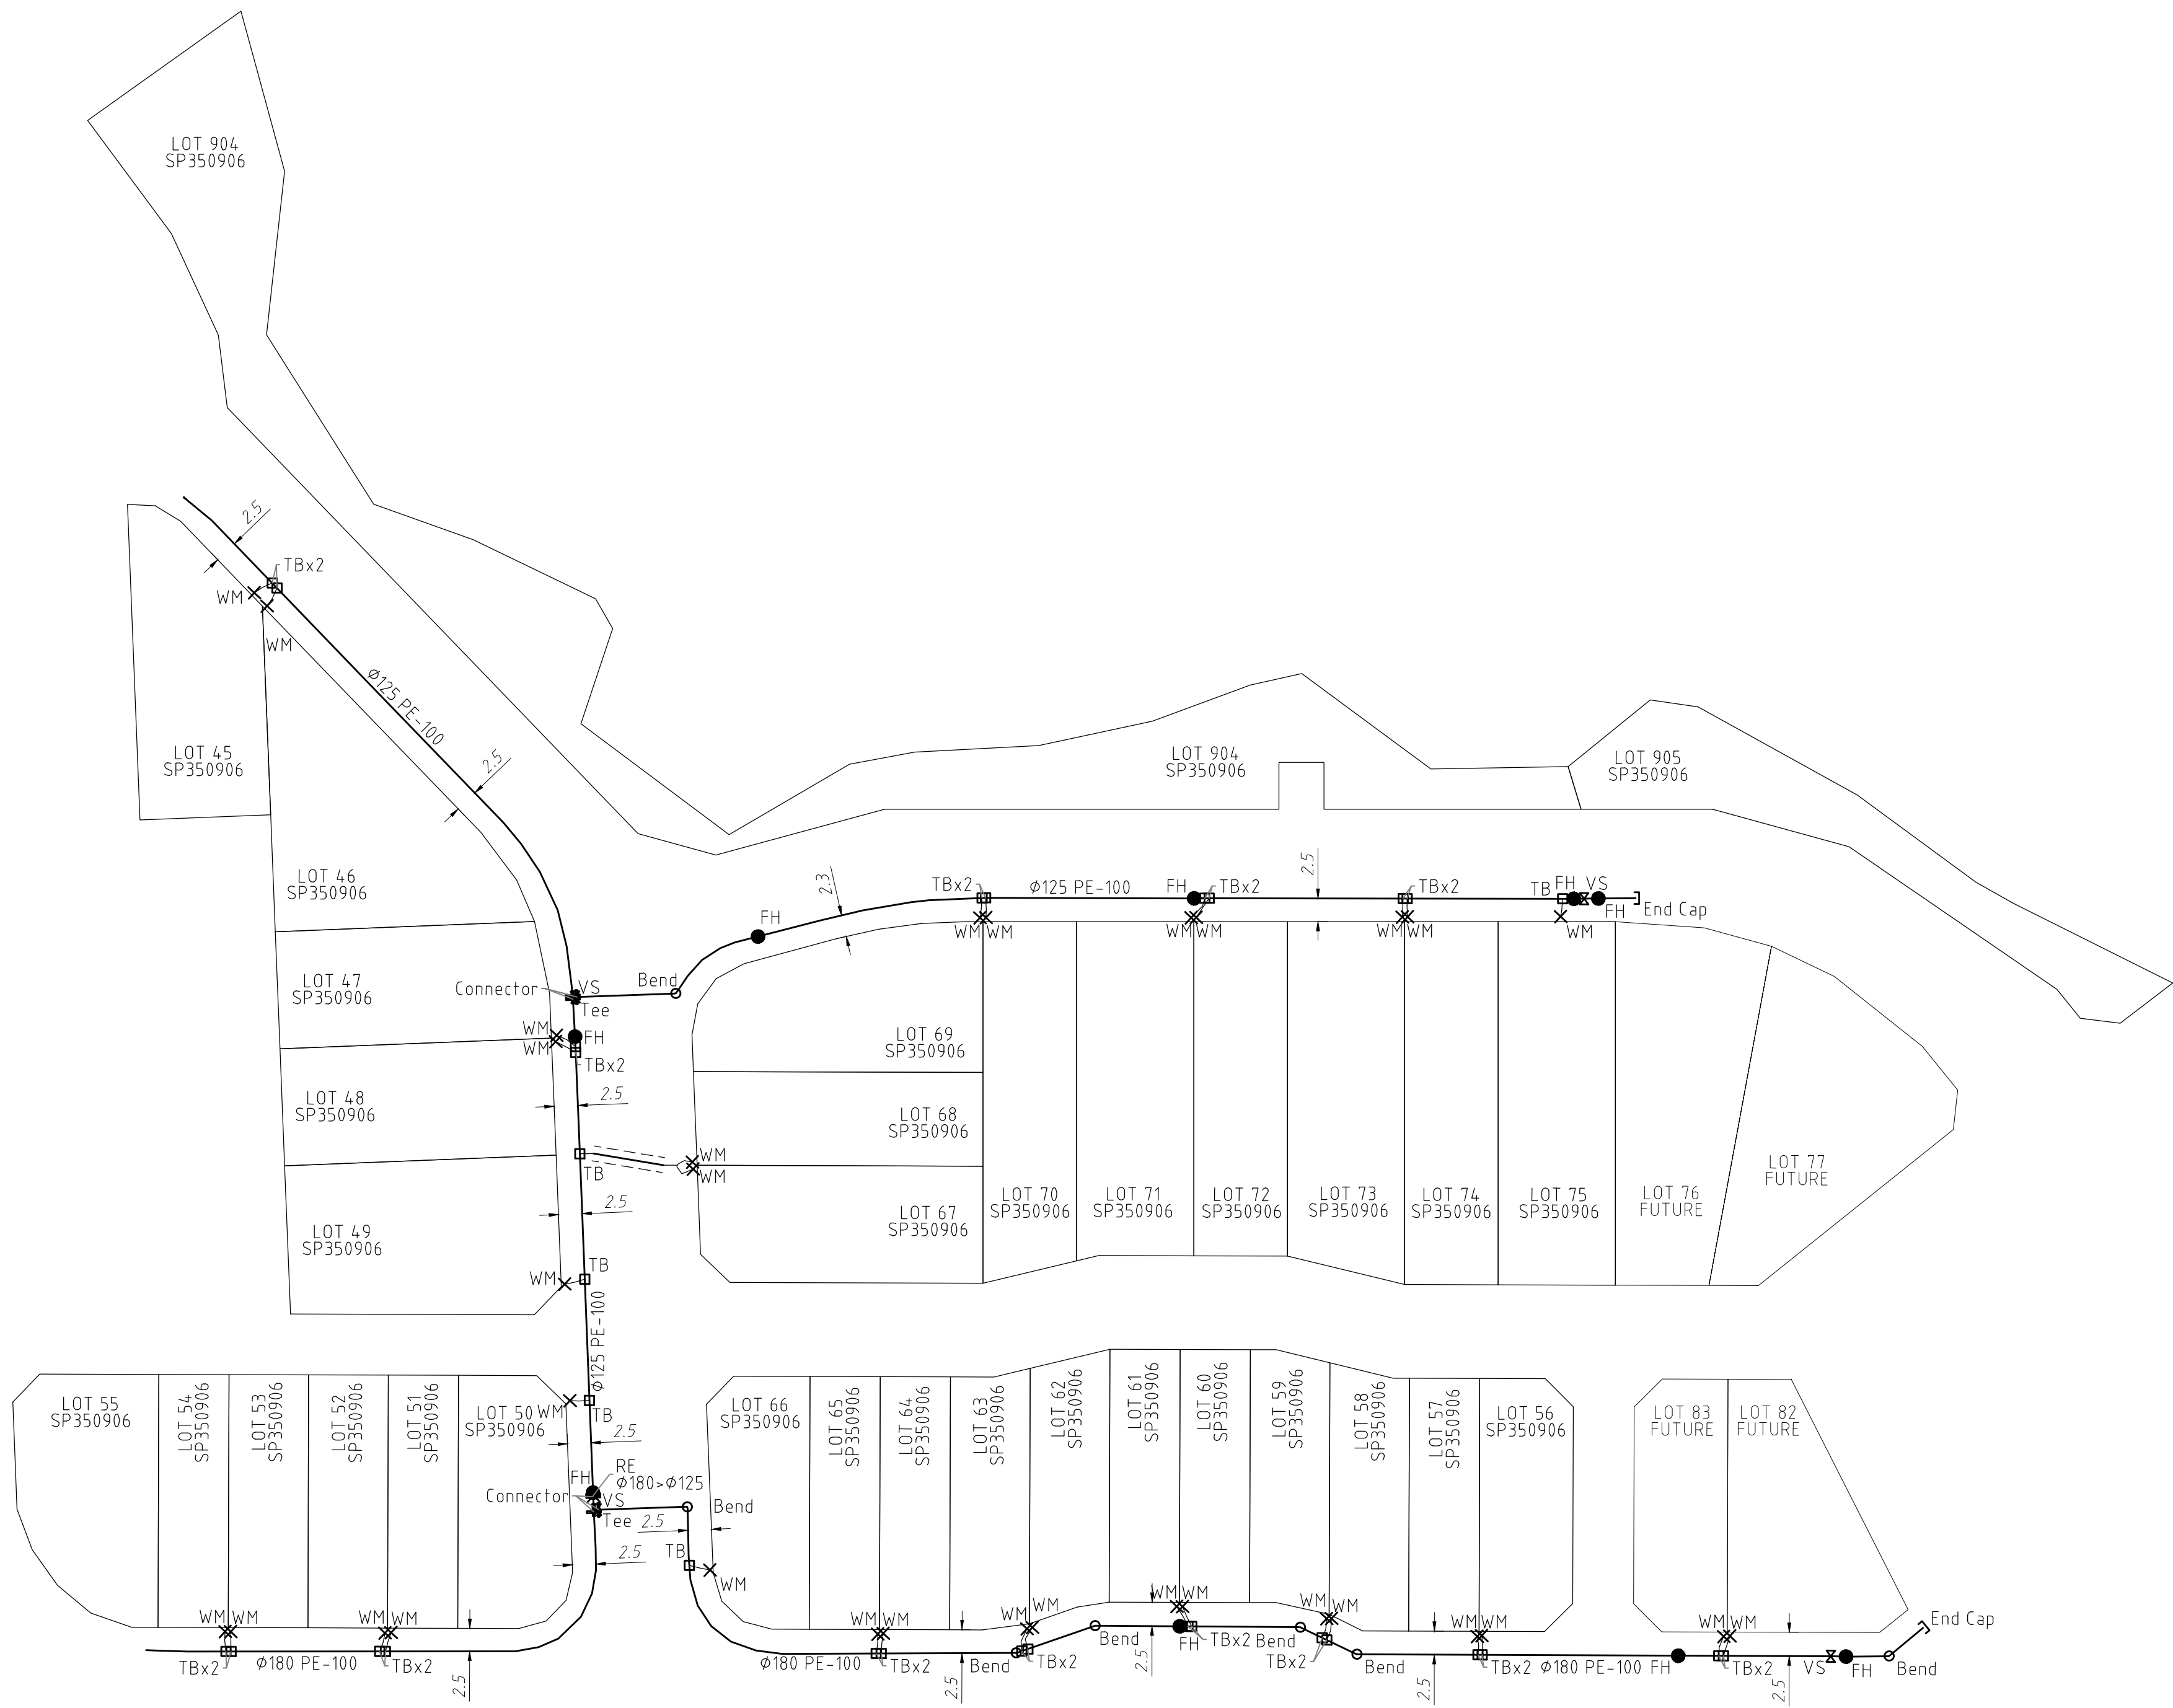 LOT 904
SP350906
2.5
TBx2
WM
WM
Ø125 PE-100
2.5
LOT 45
SP350906
LOT 904
SP350906
LOT 905
SP350906
LOT 46
SP350906
2.3
FH
TBx2
Ø125 PE-100
FH
TBx2
2.5
TBx2
TB
FH
VS
FH
End Cap
WM
WM
WM
WM
WM
WM
WM
LOT 47
SP350906
Connector
VS
Tee
Bend
WM
WM
FH
TBx2
LOT 69
SP350906
LOT 48
SP350906
2.5
LOT 68
SP350906
TB
WM
WM
LOT 77
FUTURE
LOT 49
SP350906
2.5
LOT 67
SP350906
LOT 70
SP350906
LOT 71
SP350906
LOT 72
SP350906
LOT 73
SP350906
LOT 74
SP350906
LOT 75
SP350906
LOT 76
FUTURE
WM
TB
Ø125 PE-100
LOT 55
SP350906
LOT 54
SP350906
LOT 53
SP350906
LOT 52
SP350906
LOT 51
SP350906
LOT 50
SP350906
WM
TB
2.5
LOT 66
SP350906
LOT 65
SP350906
LOT 64
SP350906
LOT 63
SP350906
LOT 62
SP350906
LOT 61
SP350906
LOT 60
SP350906
LOT 59
SP350906
LOT 58
SP350906
LOT 57
SP350906
LOT 56
SP350906
LOT 83
FUTURE
LOT 82
FUTURE
FH
RE
Ø180>Ø125
Connector
VS
Tee
2.5
Bend
2.5
TB
WM
WM
WM
WM
WM
TBx2
Ø180 PE-100
TBx2
2.5
WM
WM
Ø180 PE-100
TBx2
2.5
Bend
WM
WM
TBx2
Bend
2.5
WM
WM
FH
TBx2
Bend
WM
WM
TBx2
Bend
2.5
WM
WM
TBx2
Ø180 PE-100
FH
WM
WM
TBx2
2.5
VS
FH
Bend
End Cap